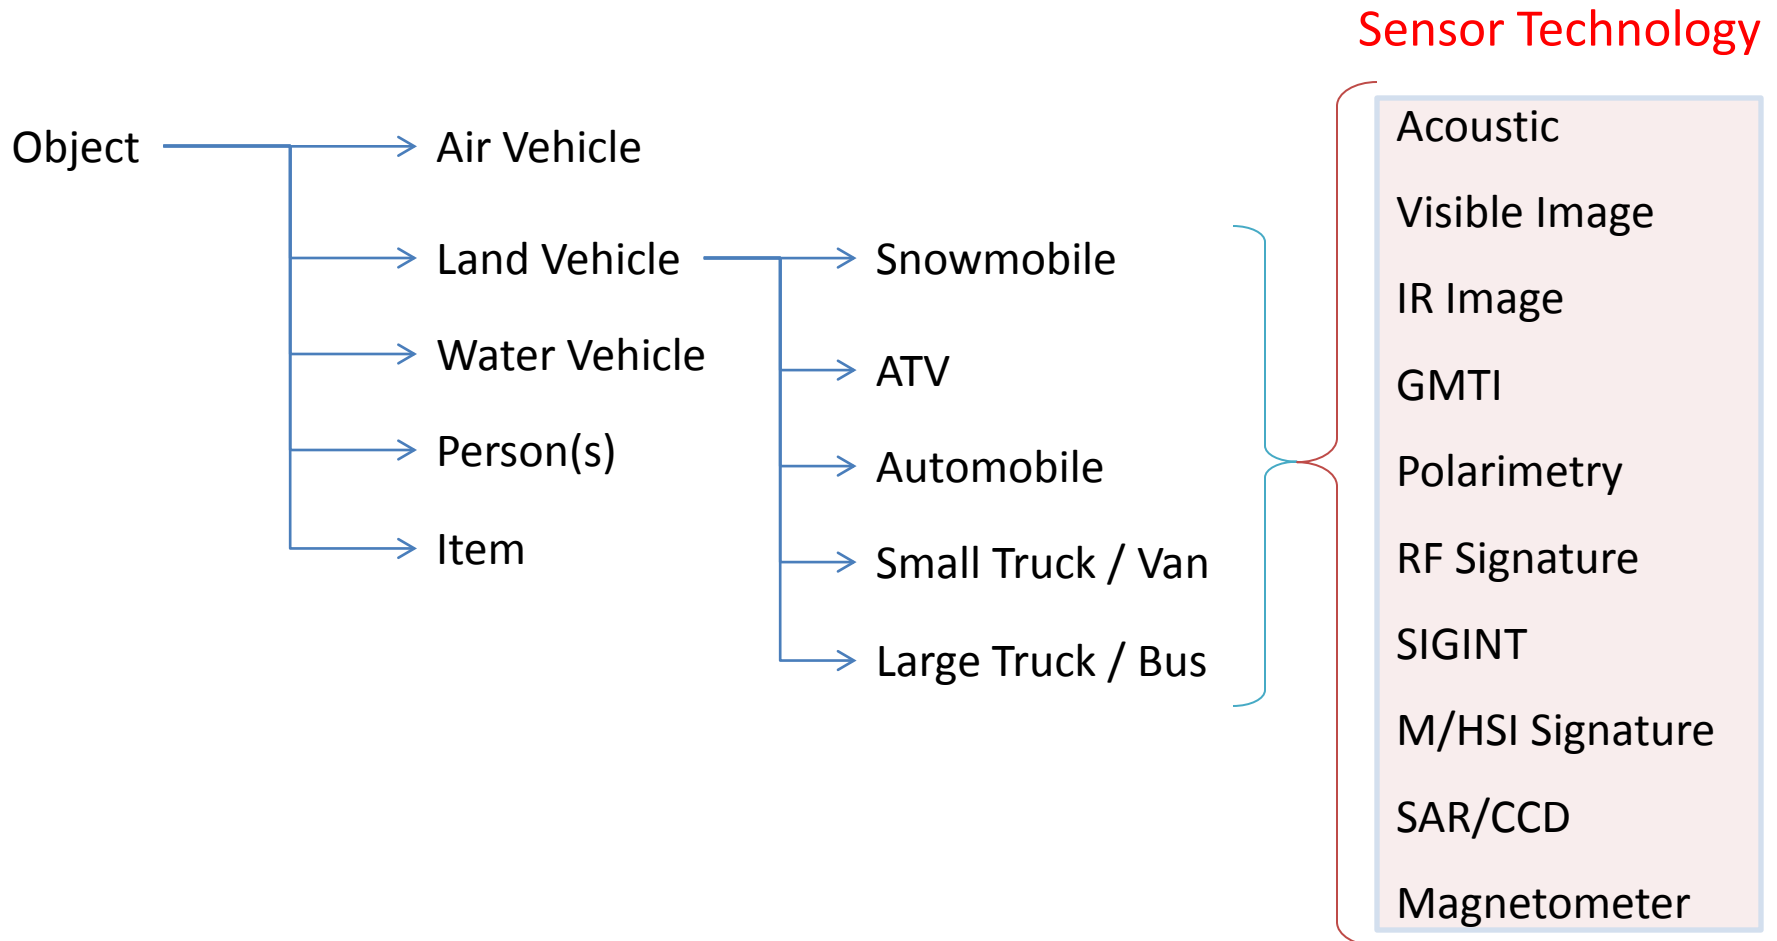 Sensor Technology
Object
Air Vehicle
Land Vehicle
Water Vehicle
Person(s)
Item
Snowmobile
ATV
Automobile
Small Truck / Van
Large Truck / Bus
Acoustic
Visible Image
IR Image
GMTI
Polarimetry
RF Signature
SIGINT
M/HSI Signature
SAR/CCD
Magnetometer